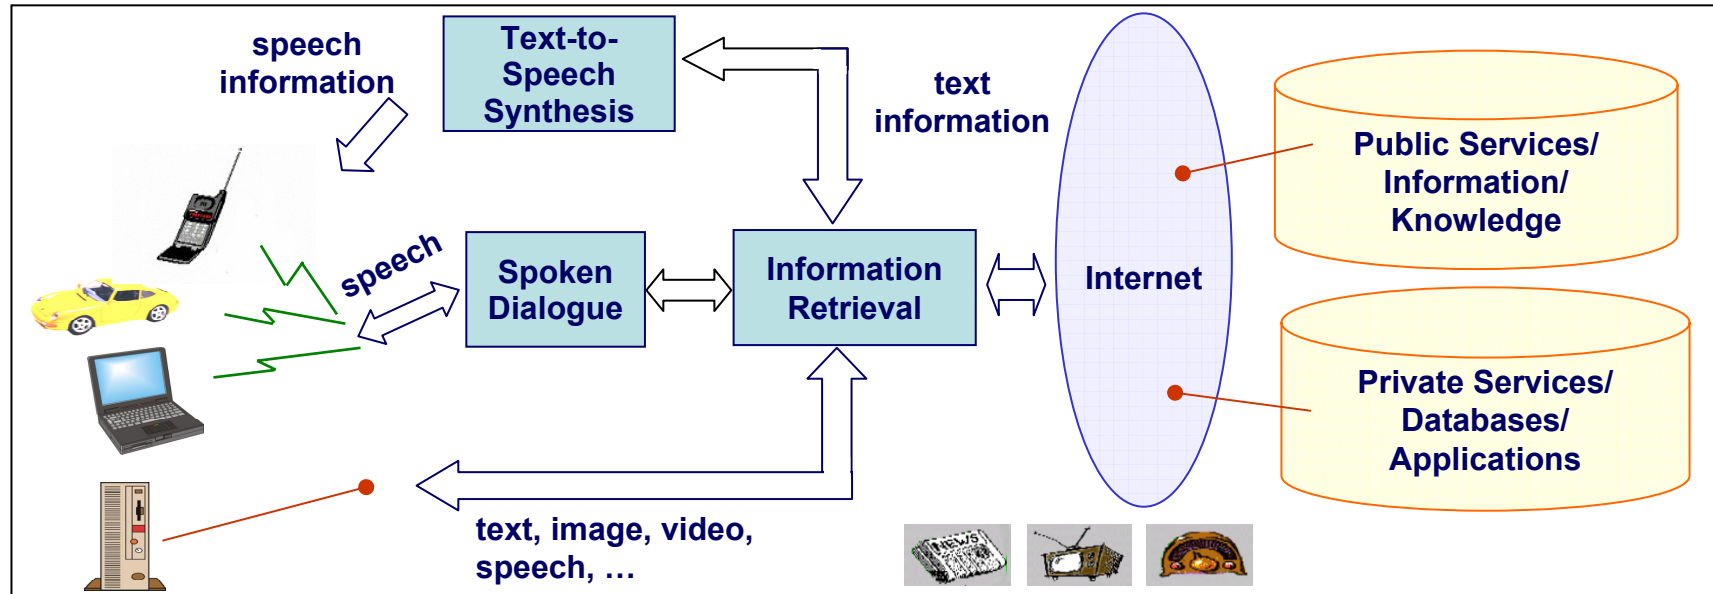 speech
information
Text-to-
Speech
Synthesis
text
information
Public Services/
Information/
Knowledge
speech
Spoken
Dialogue
Information
Retrieval
Internet
Private Services/
Databases/
Applications
text, image, video,
speech, …
NEWS